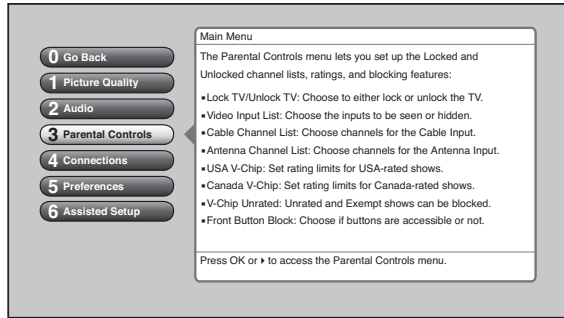 0 Go Back
1 Picture Quality
2 Audio
3 Parental Controls
4 Connections
5 Preferences
6 Assisted Setup
Main Menu
The Parental Controls menu lets you set up the Locked and
Unlocked channel lists, ratings, and blocking features:
▪Lock TV/Unlock TV: Choose to either lock or unlock the TV.
▪Video Input List: Choose the inputs to be seen or hidden.
▪Cable Channel List: Choose channels for the Cable Input.
▪Antenna Channel List: Choose channels for the Antenna Input.
▪USA V-Chip: Set rating limits for USA-rated shows.
▪Canada V-Chip: Set rating limits for Canada-rated shows.
▪V-Chip Unrated: Unrated and Exempt shows can be blocked.
▪Front Button Block: Choose if buttons are accessible or not.
Press OK or ▸ to access the Parental Controls menu.